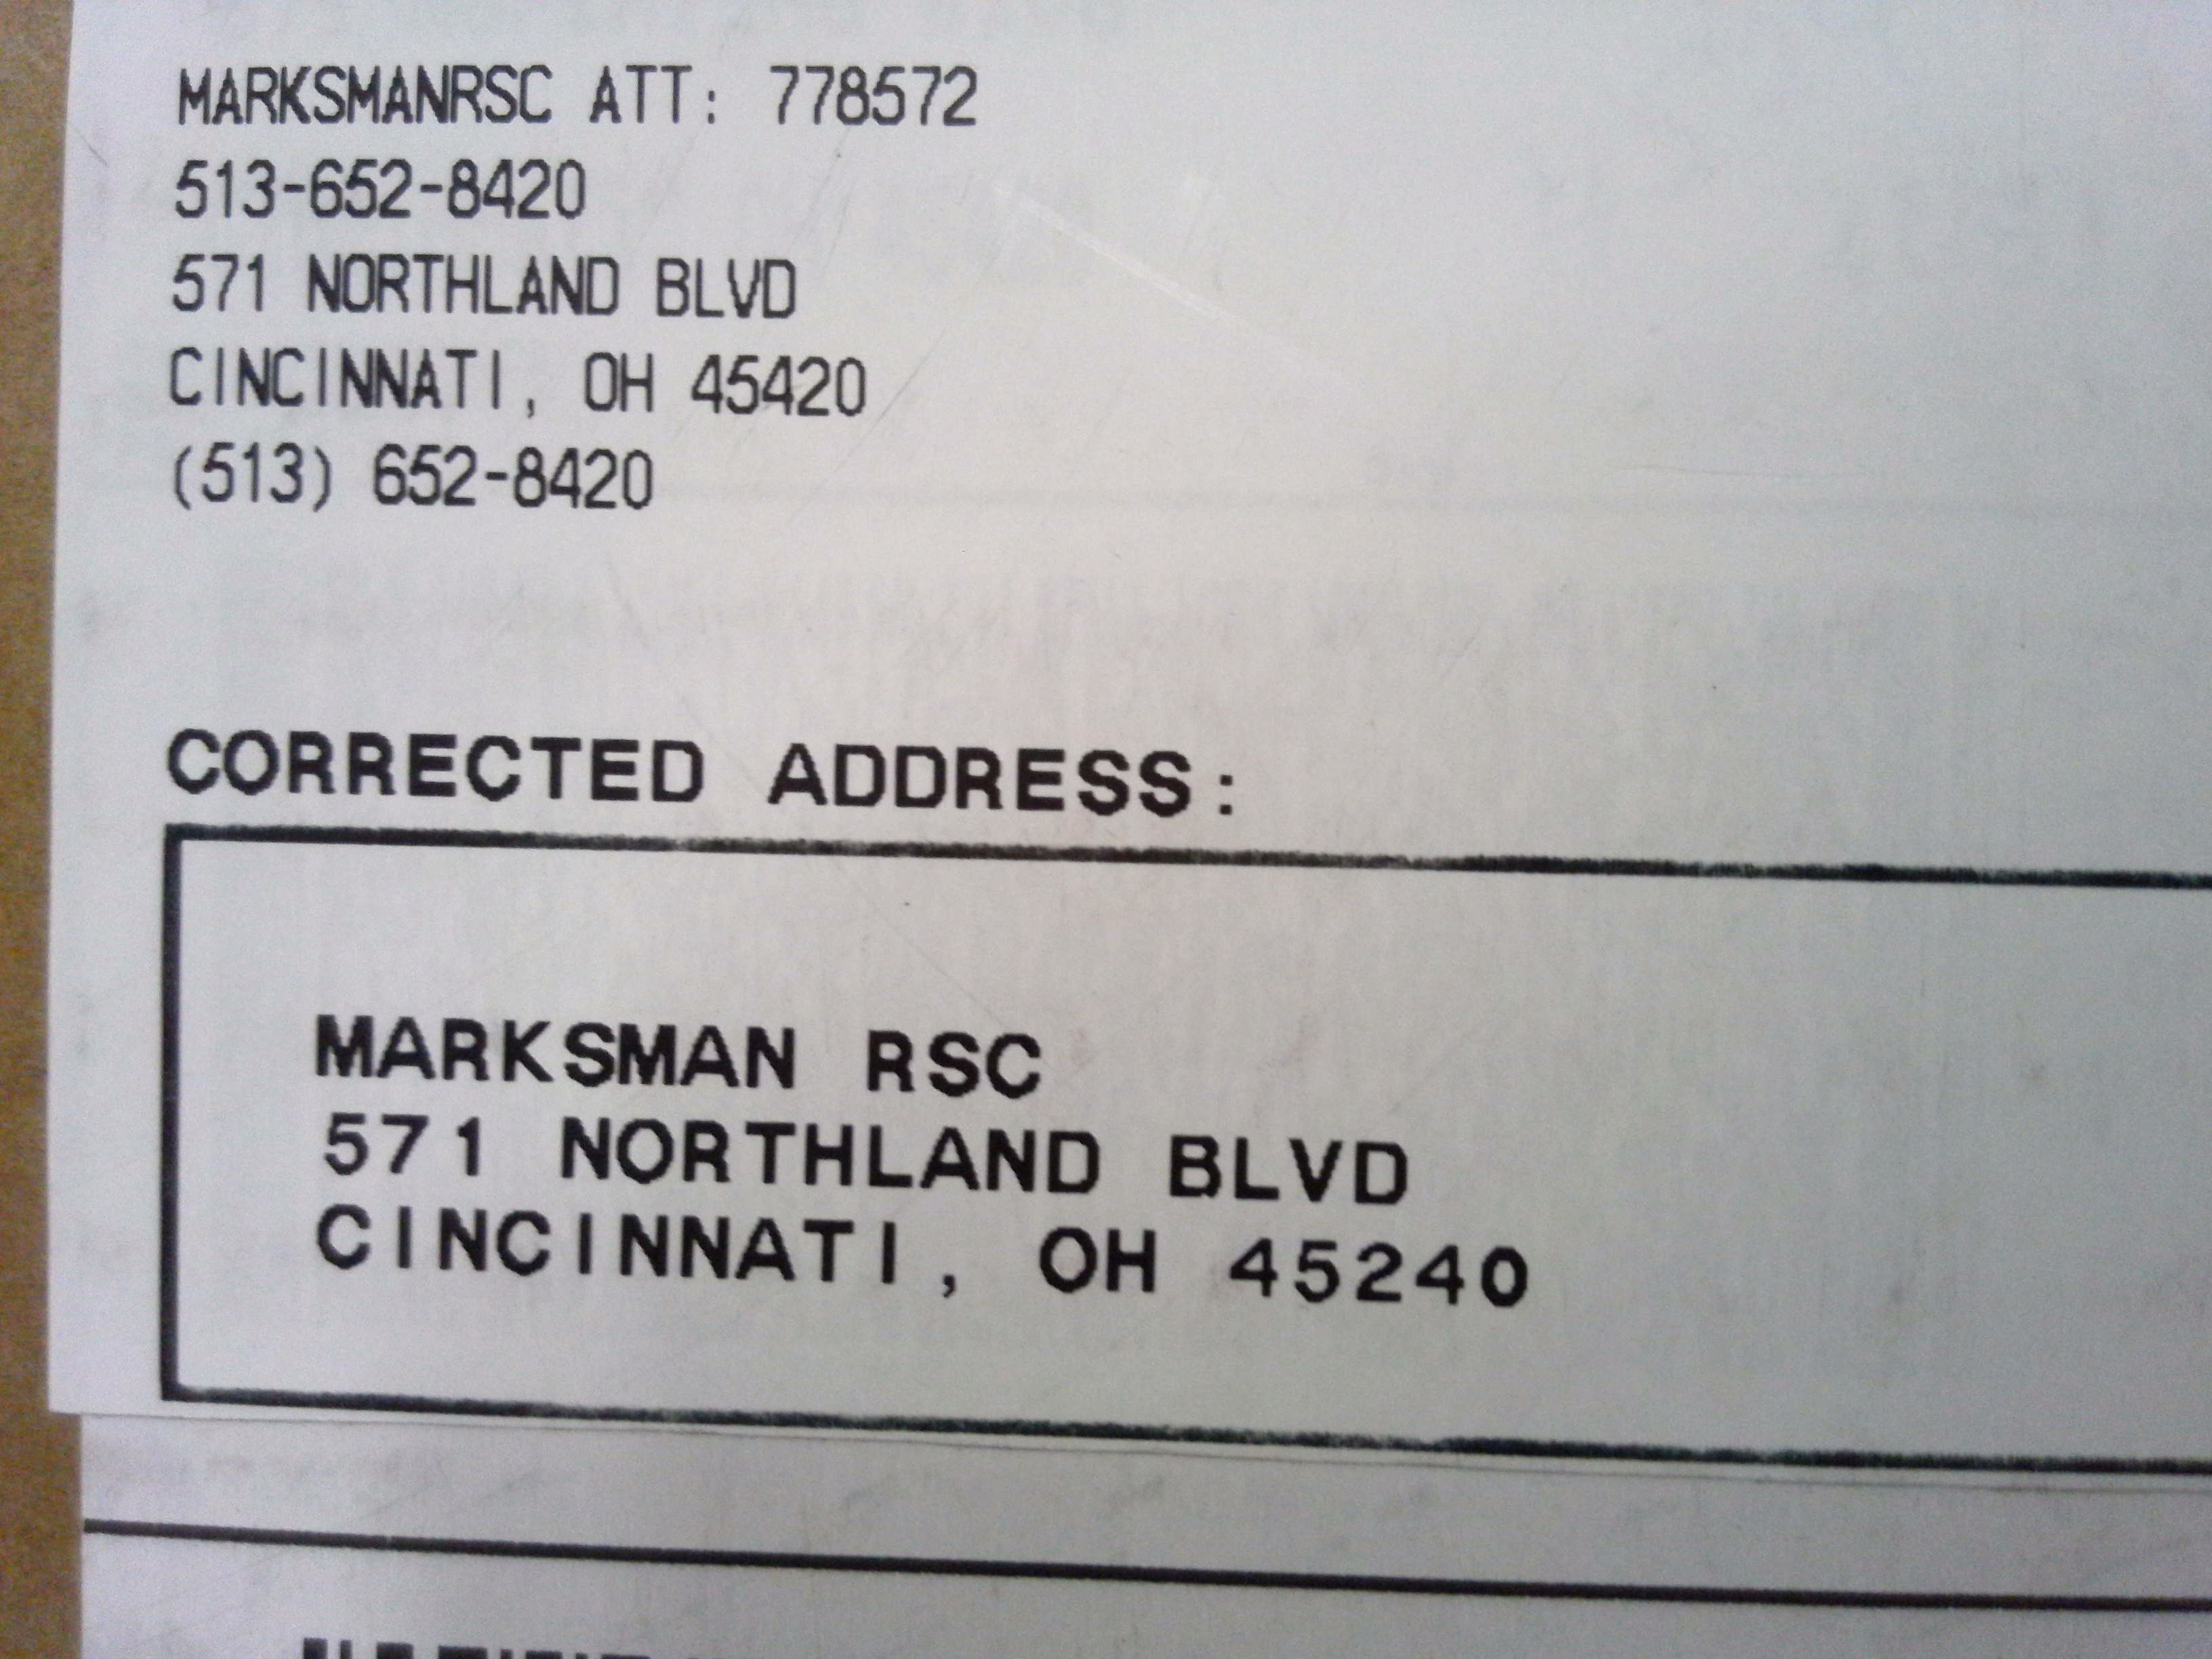 MARKSMANRSC ATT: 778572
513-652-8420
571 NORTHLAND BLVD
CINCINNATI, OH 45420
(513) 652-8420
CORRECTED ADDRESS:
MARKSMAN RSC
571 NORTHLAND BLVD
CINCINNATI, OH 45240